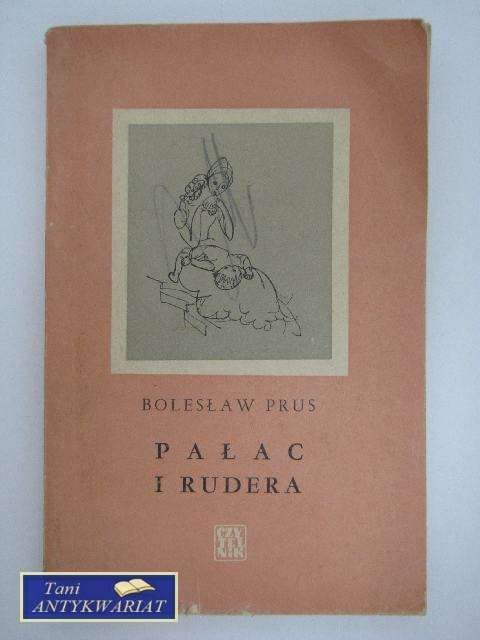 BOLESŁAW PRUS
PAŁAC
I RUDERA
CZY
TEL
NIK
Tani
ANTYKWARIAT